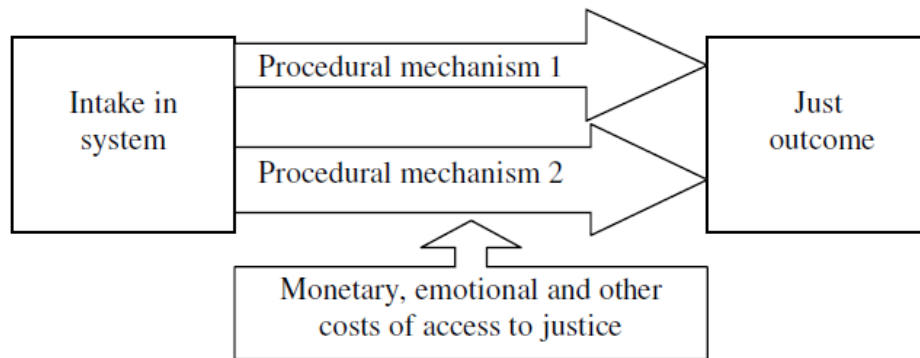 Intake in
system
Procedural mechanism 1
Procedural mechanism 2
Just
outcome
Monetary, emotional and other
costs of access to justice